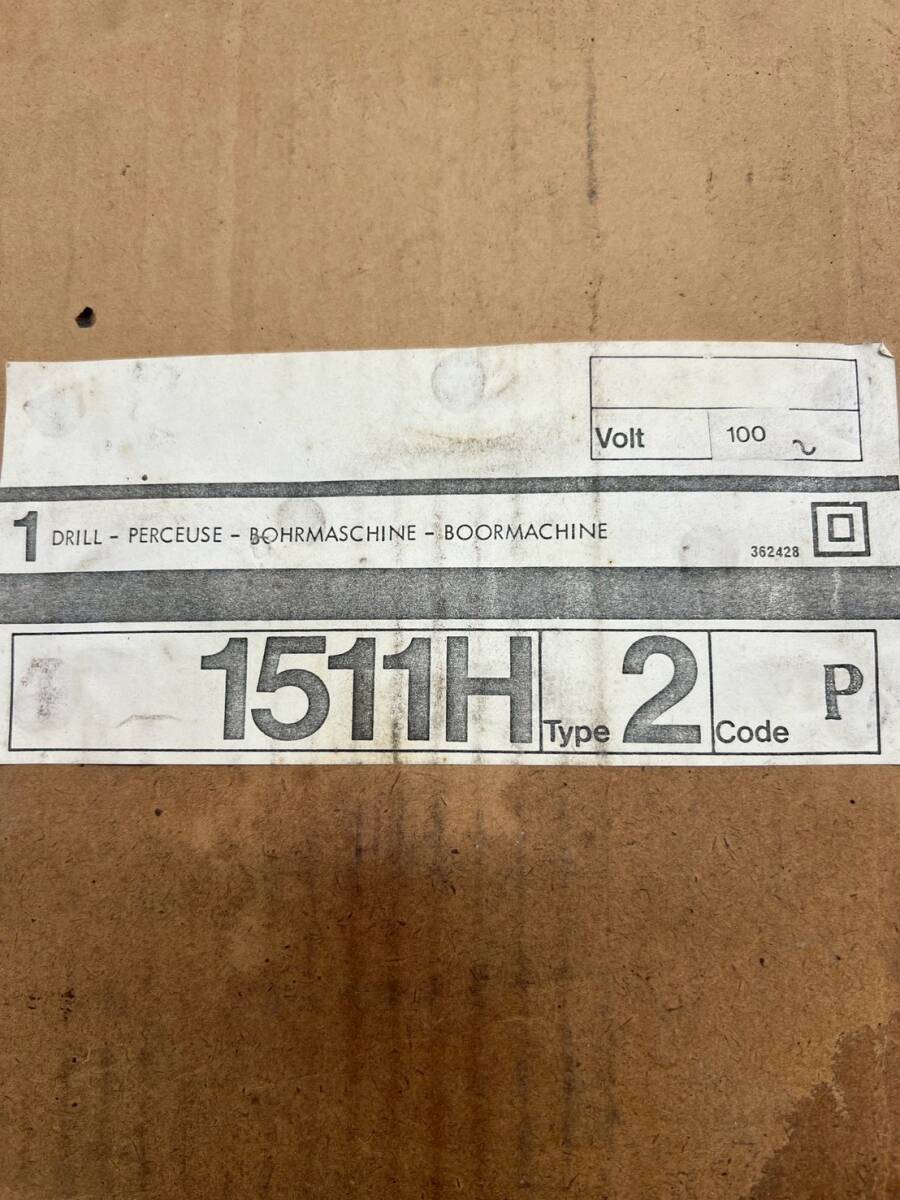 Volt 100 ~
1 DRILL - PERCEUSE - BOHRMASCHINE - BOORMACHINE
362428
1511H Type 2 Code P